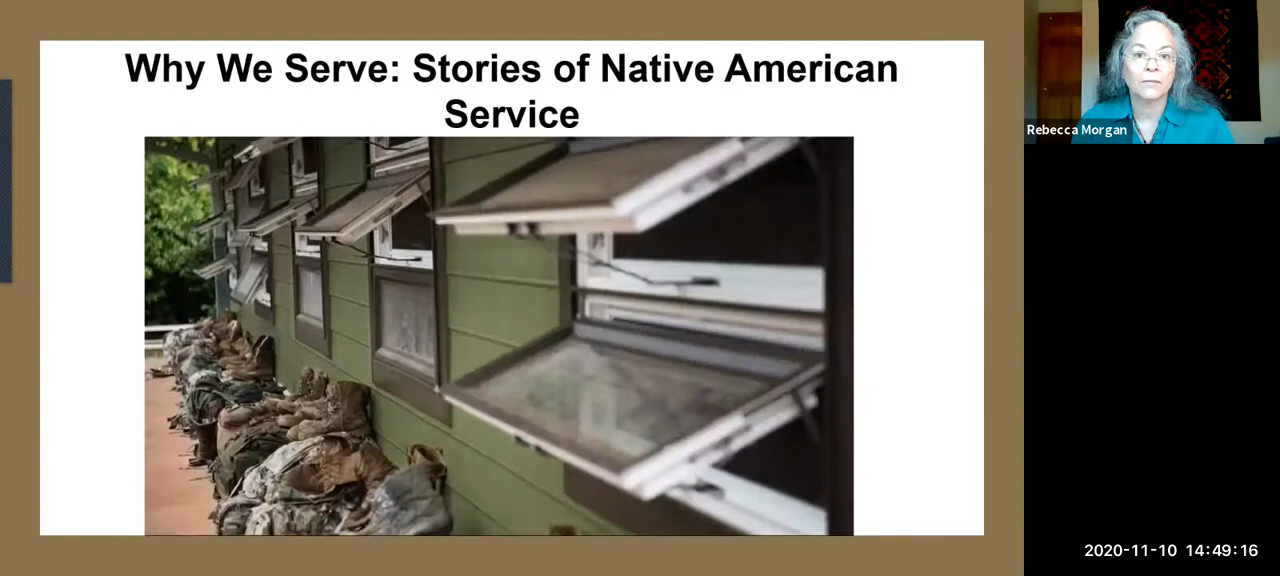 Why We Serve: Stories of Native American
Service
Rebecca Morgan
2020-11-10 14:49:16